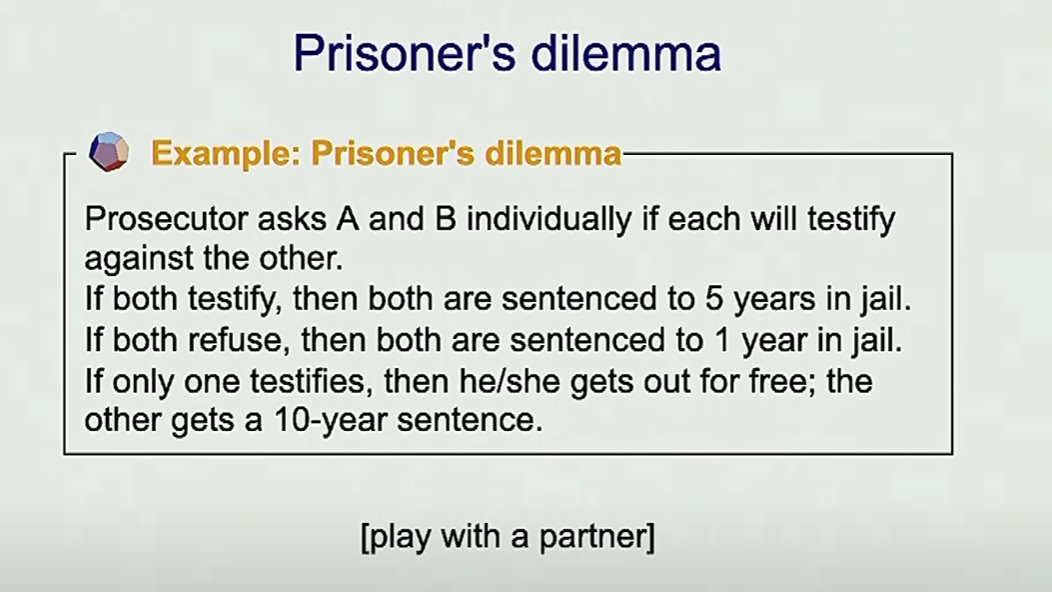 Prisoner's dilemma
Example: Prisoner's dilemma
Prosecutor asks A and B individually if each will testify
against the other.
If both testify, then both are sentenced to 5 years in jail.
If both refuse, then both are sentenced to 1 year in jail.
If only one testifies, then he/she gets out for free; the
other gets a 10-year sentence.
[play with a partner]